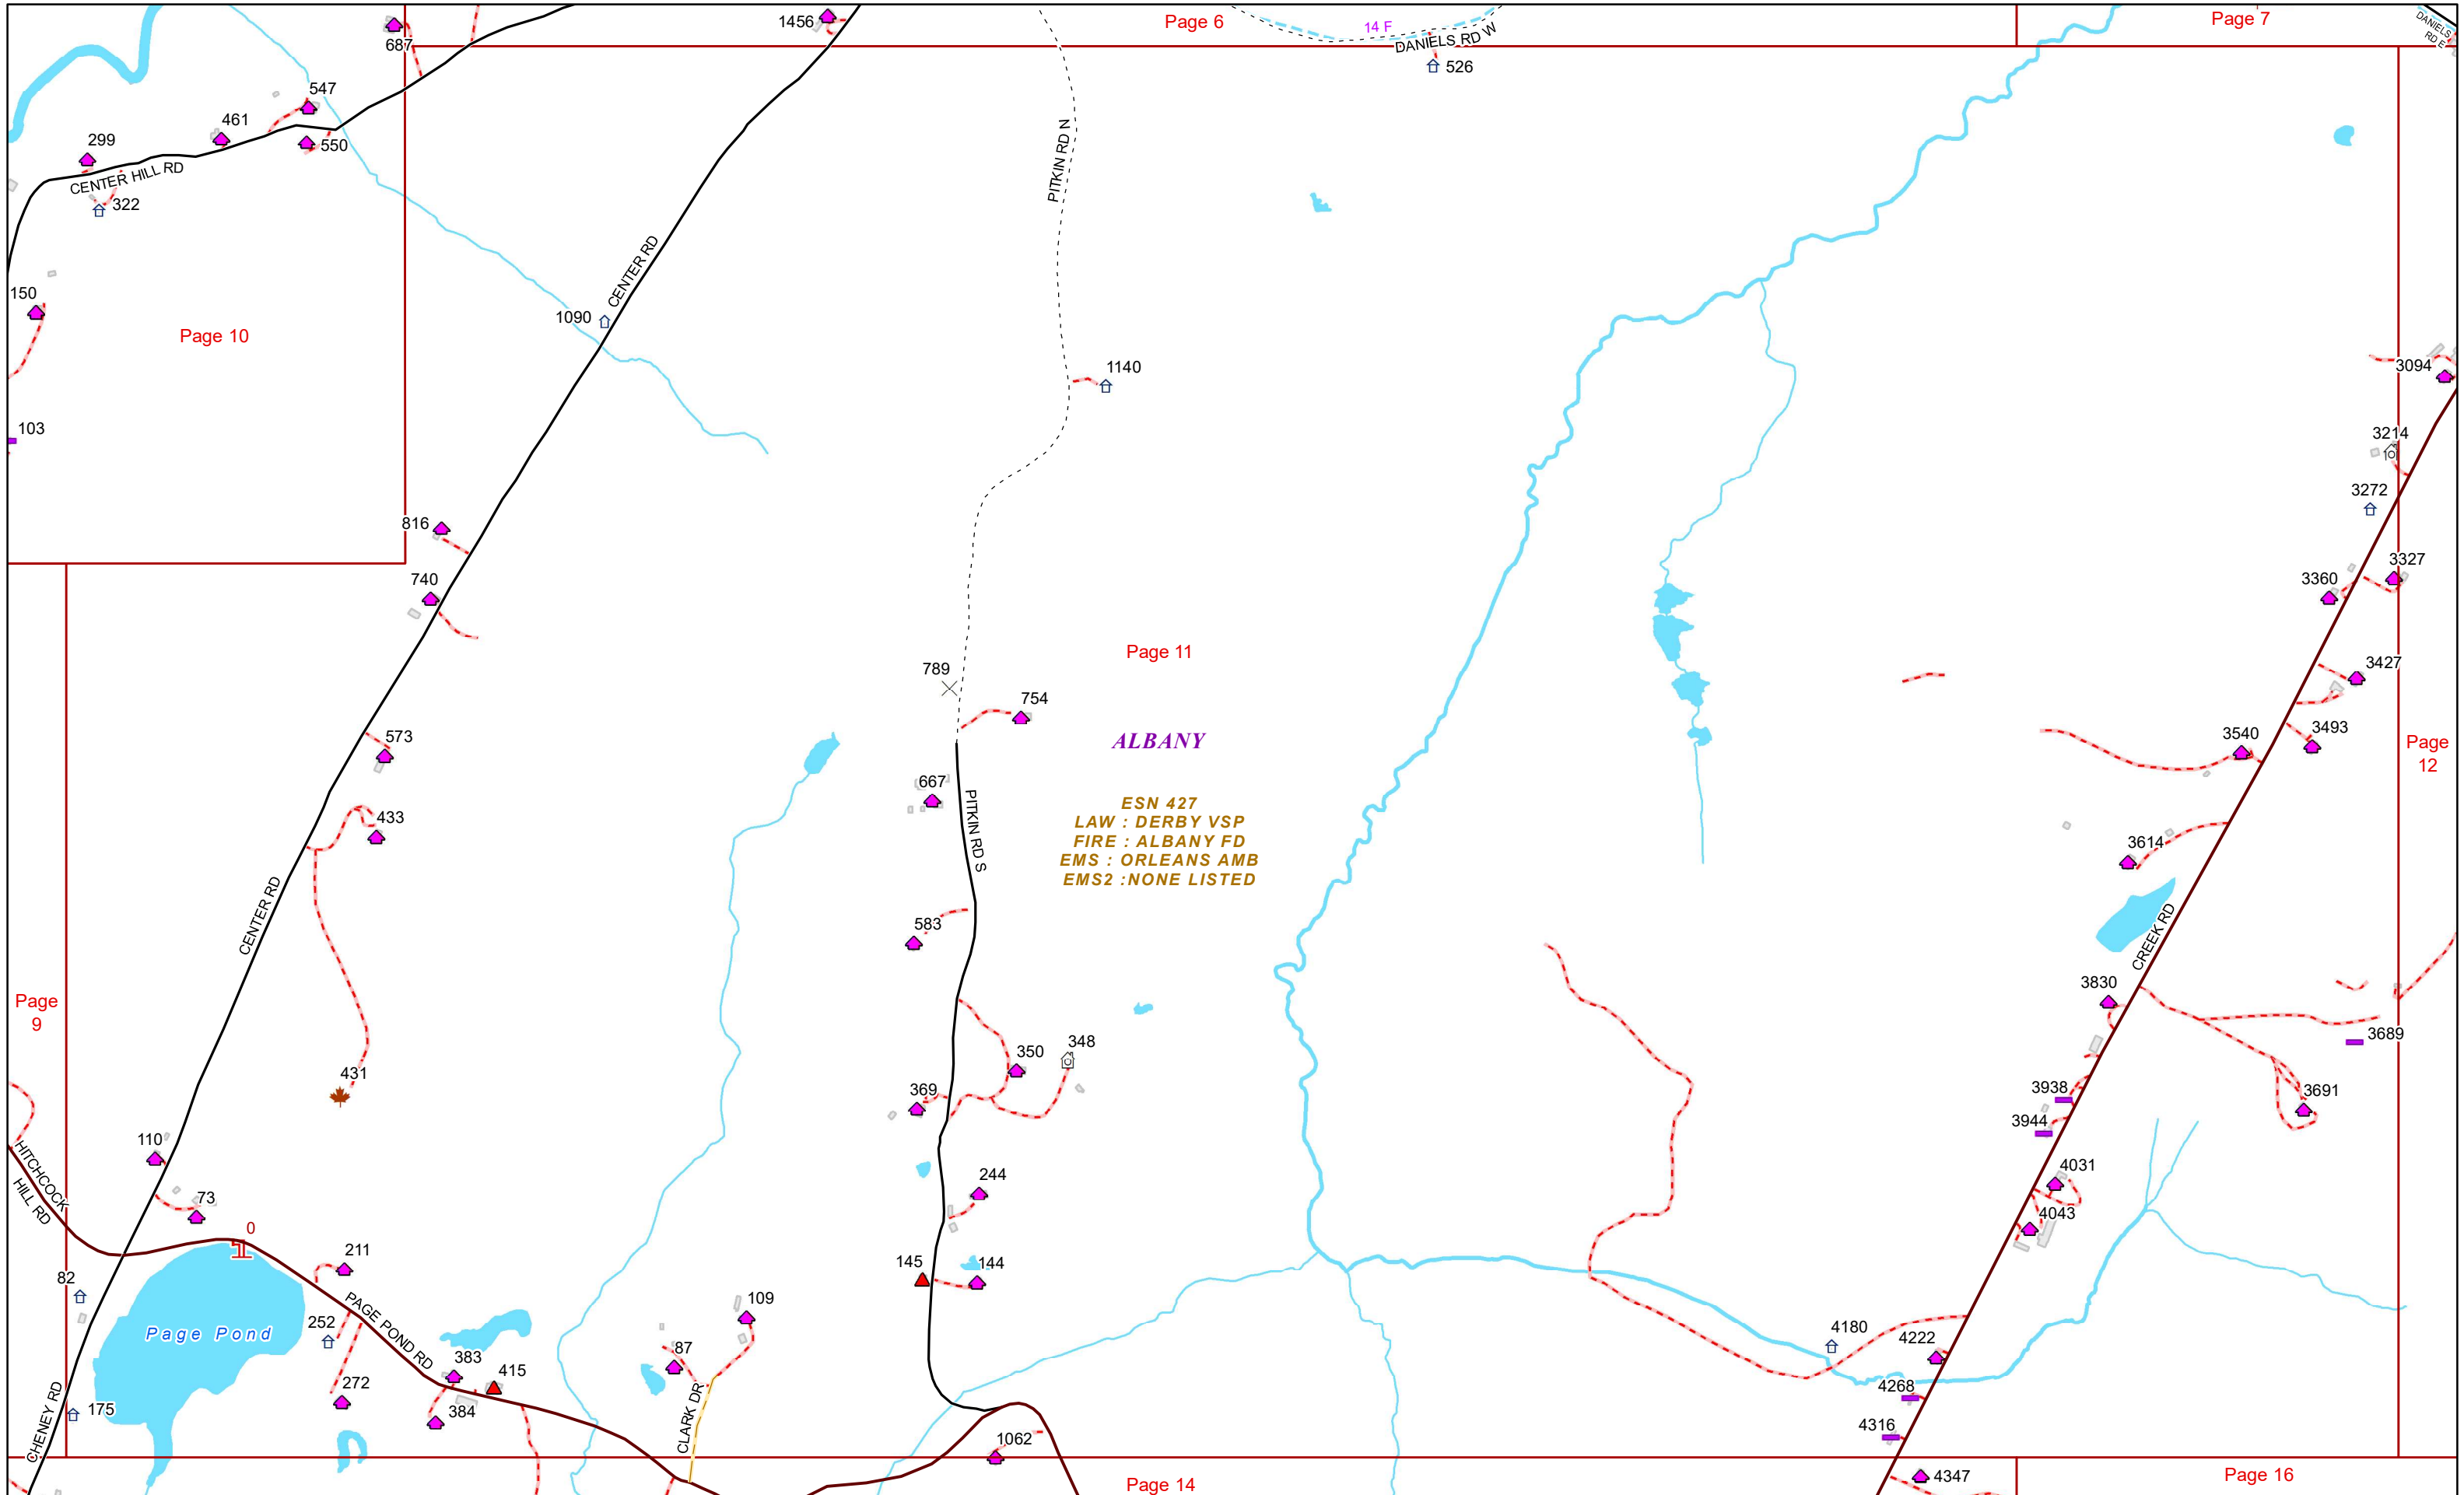 1456
Page 6
14 F
DANIELS RD W
Page 7
DANIELS
RD E
687
526
547
461
550
299
CENTER HILL RD
322
PITKIN RD N
CENTER RD
150
1090
Page 10
1140
3094
103
3214
3272
816
740
3327
3360
Page 11
789
754
3427
573
ALBANY
3540
3493
Page
12
667
PITKIN RD S
433
ESN 427
LAW : DERBY VSP
FIRE : ALBANY FD
EMS : ORLEANS AMB
EMS2 :NONE LISTED
3614
CENTER RD
583
CREEK RD
Page
9
3830
350
348
3689
431
369
3938
3691
3944
110
HITCHCOCK
HILL RD
73
244
4031
4043
0
211
82
145
144
Page Pond
252
PAGE POND RD
109
87
4180
4222
383
415
272
384
175
CHENEY RD
CLARK DR
4268
4316
1062
Page 14
4347
Page 16